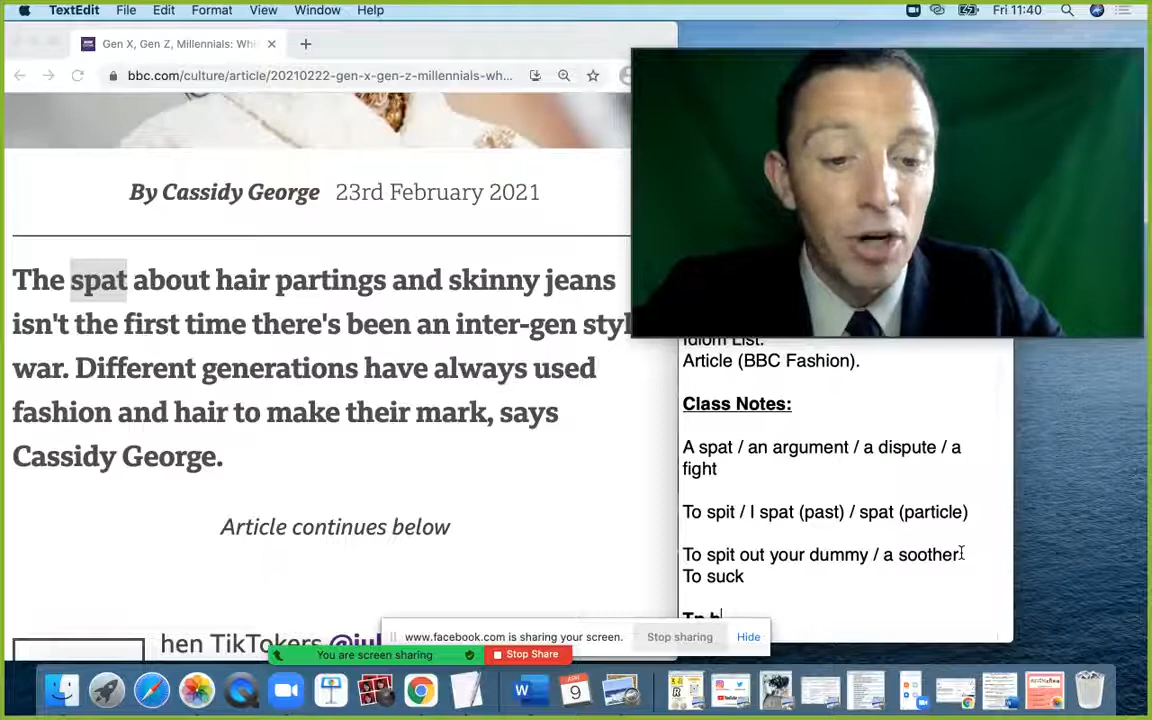 TextEdit File Edit Format View Window Help Fri 11:40
Gen X, Gen Z, Millennials: Whi
bbc.com/culture/article/20210222-gen-x-gen-z-millennials-wh...
By Cassidy George 23rd February 2021
The spat about hair partings and skinny jeans
isn't the first time there's been an inter-gen styl
war. Different generations have always used
fashion and hair to make their mark, says
Cassidy George.
Article continues below
hen TikTokers
Idiom List.
Article (BBC Fashion).
Class Notes:
A spat / an argument / a dispute / a
fight
To spit / I spat (past) / spat (particle)
To spit out your dummy / a soother
To suck
www.facebook.com is sharing your screen. Stop sharing Hide
You are screen sharing Stop Share